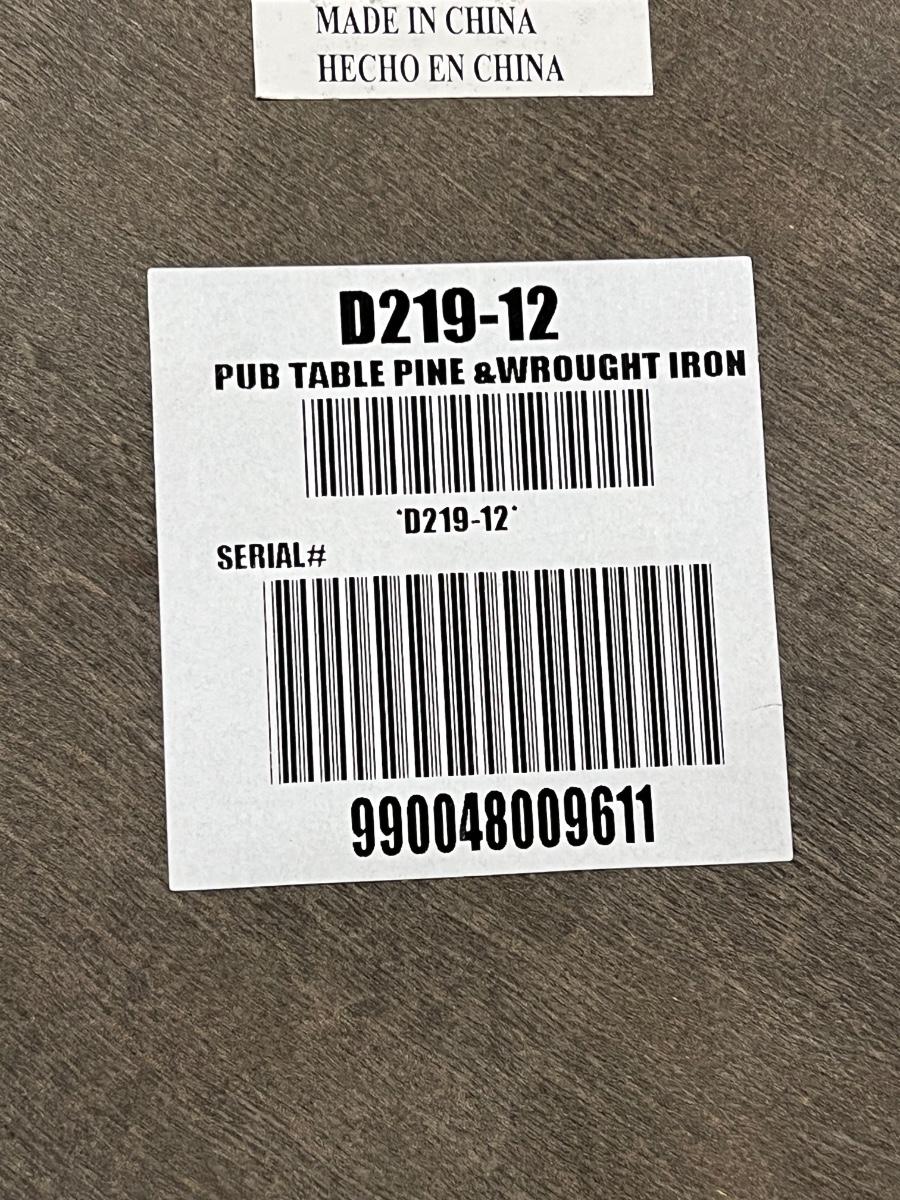 MADE IN CHINA
HECHO EN CHINA
D219-12
PUB TABLE PINE &WROUGHT IRON
*D219-12*
SERIAL#
990048009611